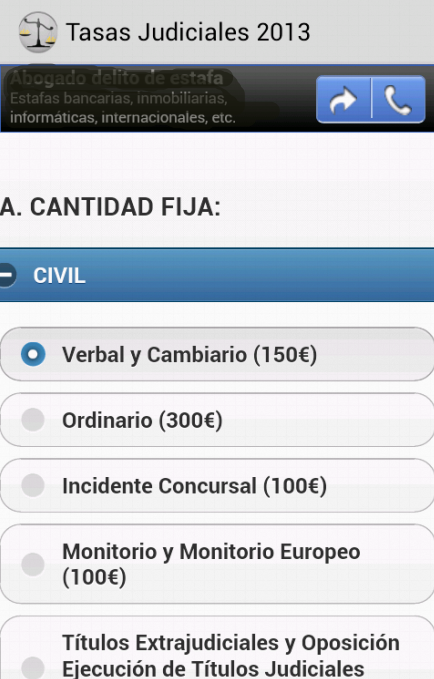 Tasas Judiciales 2013
Abogado delito de estafa
Estafas bancarias, inmobiliarias,
informáticas, internacionales, etc.
A. CANTIDAD FIJA:
CIVIL
Verbal y Cambiario (150€)
Ordinario (300€)
Incidente Concursal (100€)
Monitorio y Monitorio Europeo
(100€)
Títulos Extrajudiciales y Oposición
Ejecución de Títulos Judiciales